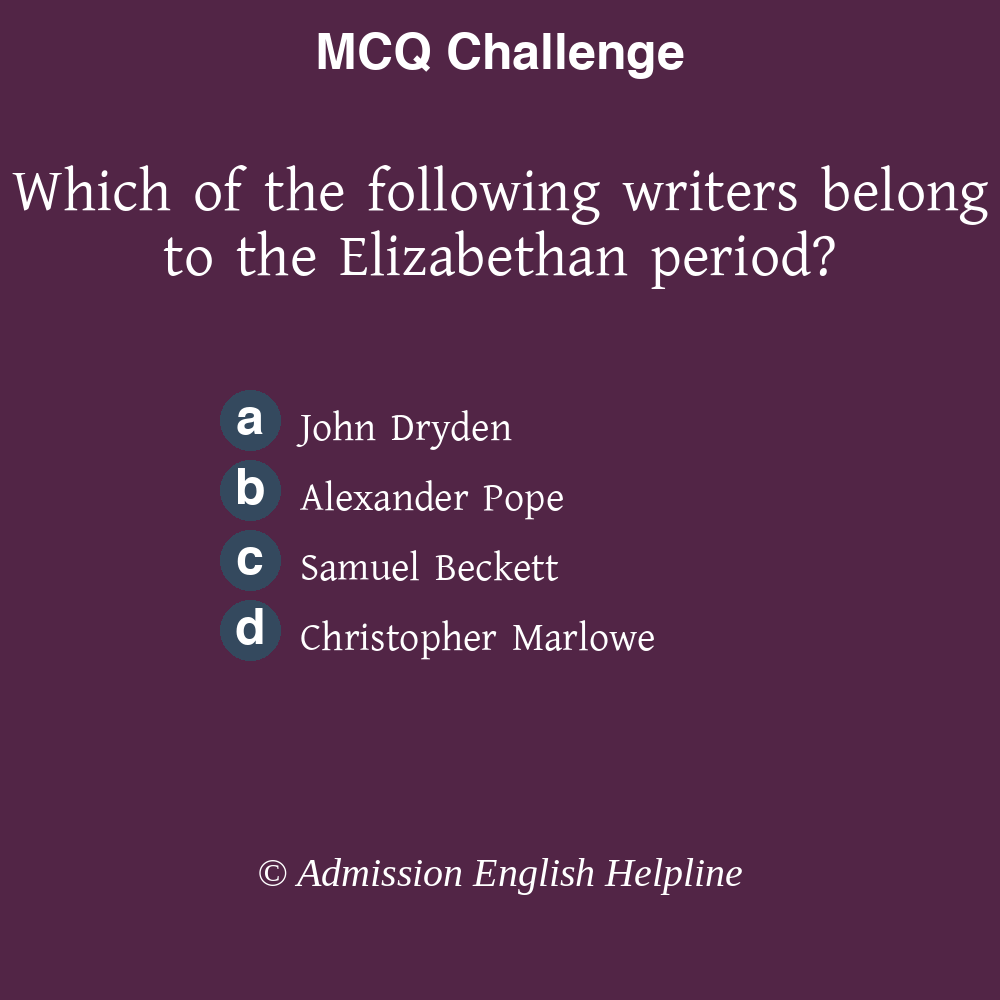 MCQ Challenge
Which of the following writers belong
to the Elizabethan period?
a John Dryden
b Alexander Pope
c Samuel Beckett
d Christopher Marlowe
© Admission English Helpline